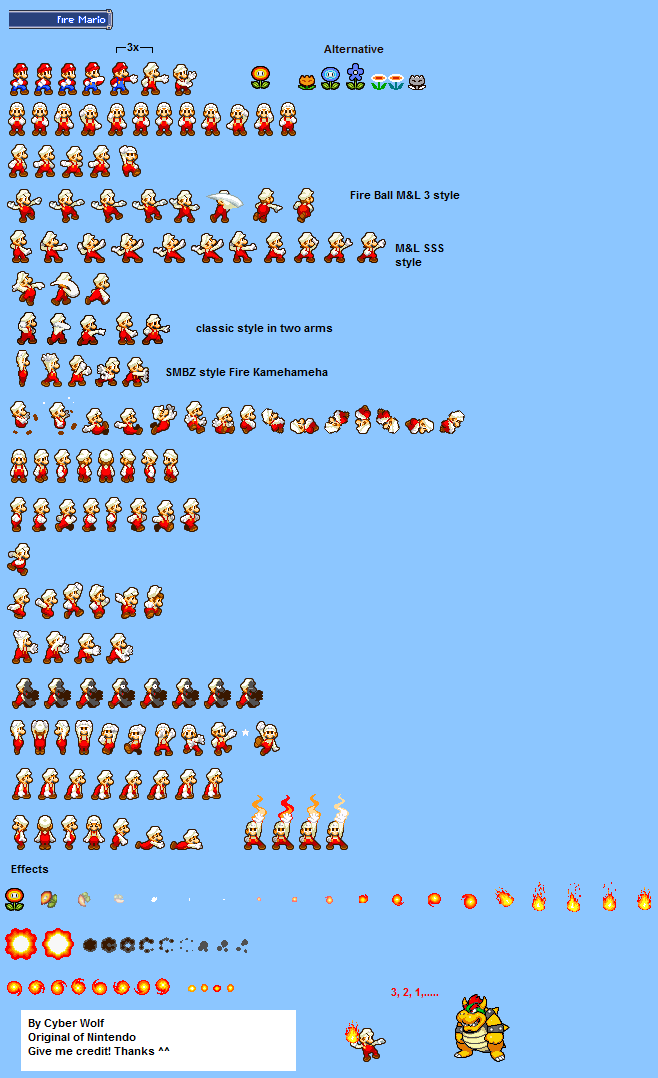 Fire Mario
3x
Alternative
Fire Ball M&L 3 style
M&L SSS
style
classic style in two arms
SMBZ style Fire Kamehameha
Effects
3, 2, 1,.....
By Cyber Wolf
Original of Nintendo
Give me credit! Thanks ^^